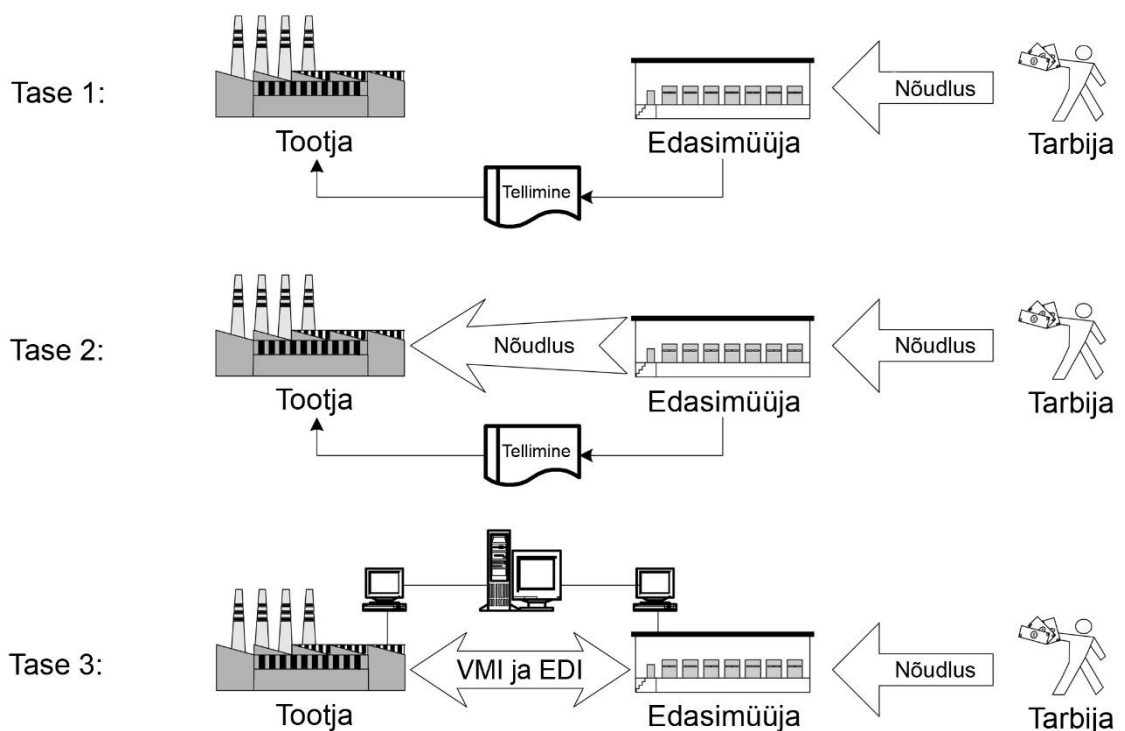 Tase 1:
Tootja
Edasimüüja
Nõudlus
Tarbija
Tellimine
Tase 2:
Nõudlus
Tootja
Edasimüüja
Nõudlus
Tarbija
Tellimine
Tase 3:
VMI ja EDI
Tootja
Edasimüüja
Nõudlus
Tarbija